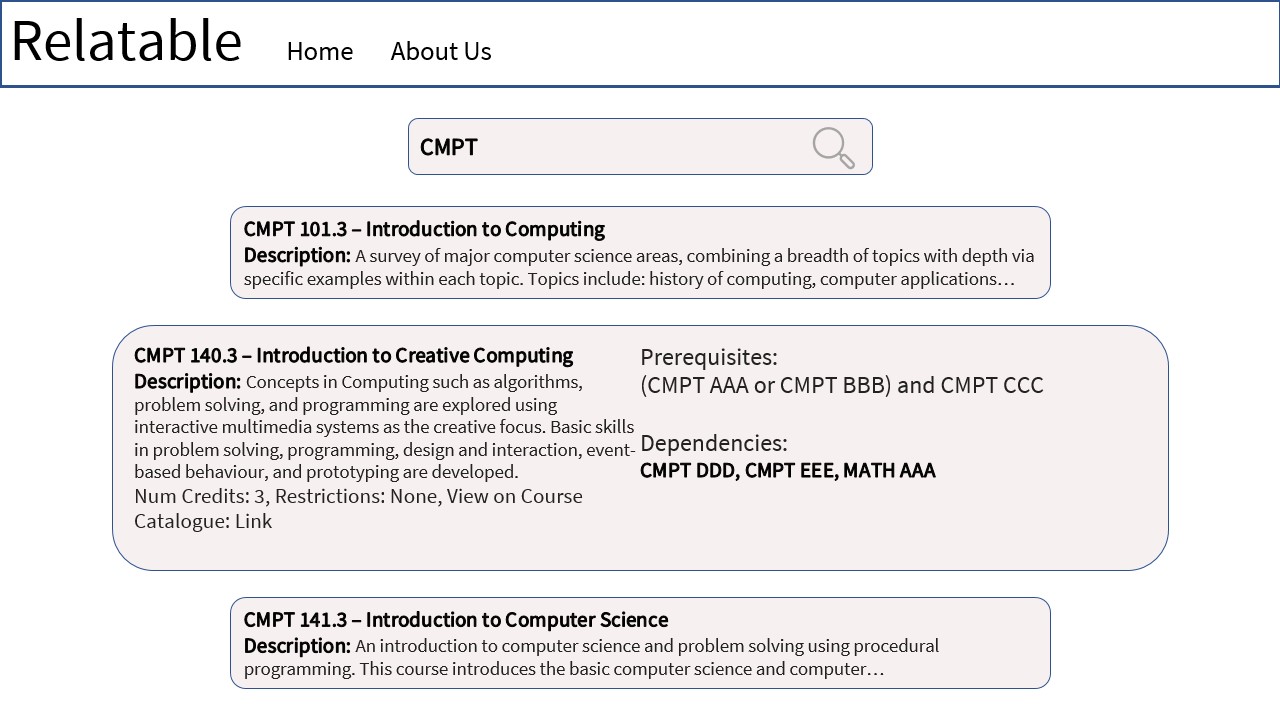 Relatable
Home
About Us
CMPT
CMPT 101.3 – Introduction to Computing
Description: A survey of major computer science areas, combining a breadth of topics with depth via
specific examples within each topic. Topics include: history of computing, computer applications…
CMPT 140.3 – Introduction to Creative Computing
Description: Concepts in Computing such as algorithms,
problem solving, and programming are explored using
interactive multimedia systems as the creative focus. Basic skills
in problem solving, programming, design and interaction, event-
based behaviour, and prototyping are developed.
Num Credits: 3, Restrictions: None, View on Course
Catalogue: Link
Prerequisites:
(CMPT AAA or CMPT BBB) and CMPT CCC
Dependencies:
CMPT DDD, CMPT EEE, MATH AAA
CMPT 141.3 – Introduction to Computer Science
Description: An introduction to computer science and problem solving using procedural
programming. This course introduces the basic computer science and computer…